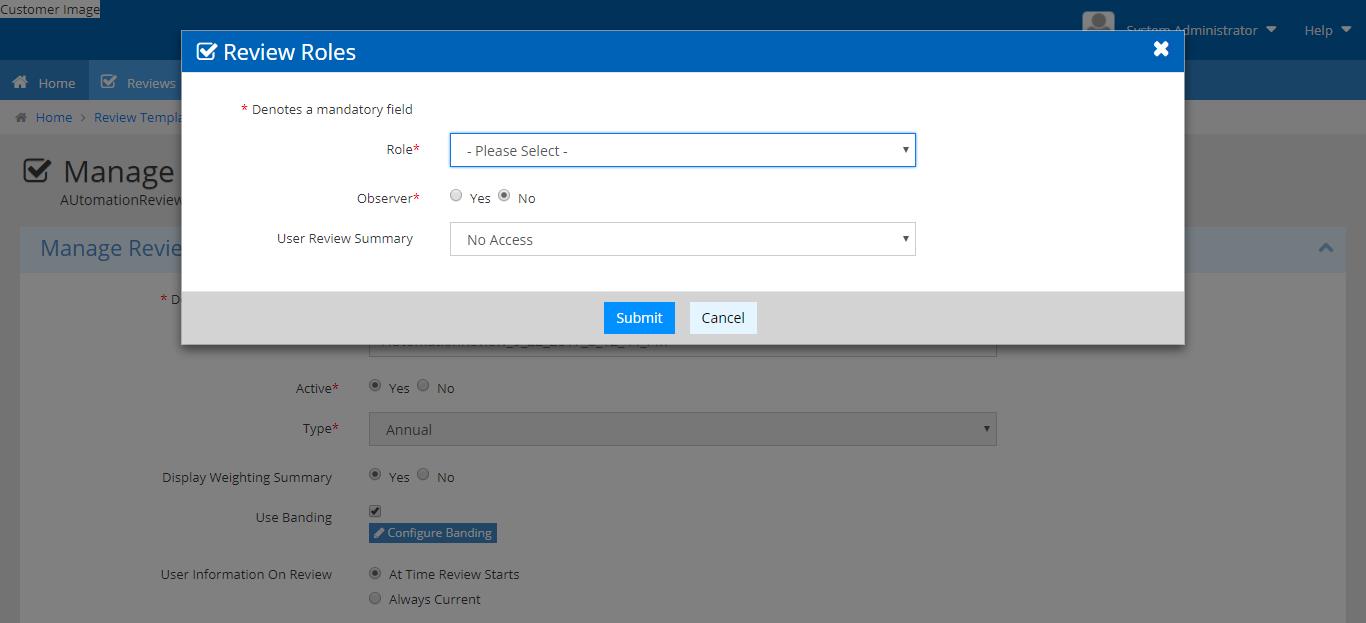 Customer Image
System Administrator
Help
Review Roles
Home
Reviews
* Denotes a mandatory field
Home > Review
Role*
- Please Select -
Manage
Observer*
Yes No
AUtomationReview
User Review Summary
No Access
Manage
*
Submit
Cancel
Active*
Yes No
Type*
Annual
Display Weighting Summary
Yes No
Use Banding
Configure Banding
User Information On Review
At Time Review Starts
Always Current